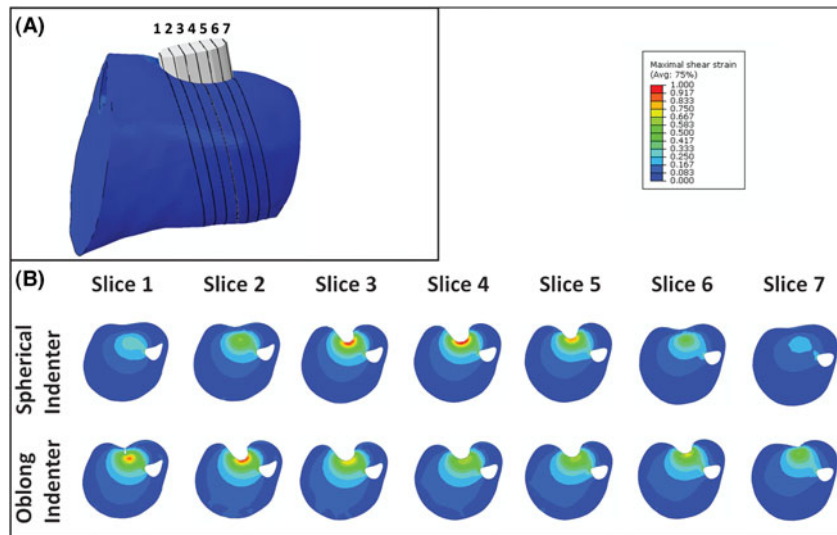 (A)
1 2 3 4 5 6 7
Maximal shear strain
(Avg: 75%)
1.000
0.917
0.833
0.750
0.667
0.583
0.500
0.417
0.333
0.250
0.167
0.083
0.000
(B)
Slice 1 Slice 2 Slice 3 Slice 4 Slice 5 Slice 6 Slice 7
Spherical
Indenter
Oblong
Indenter